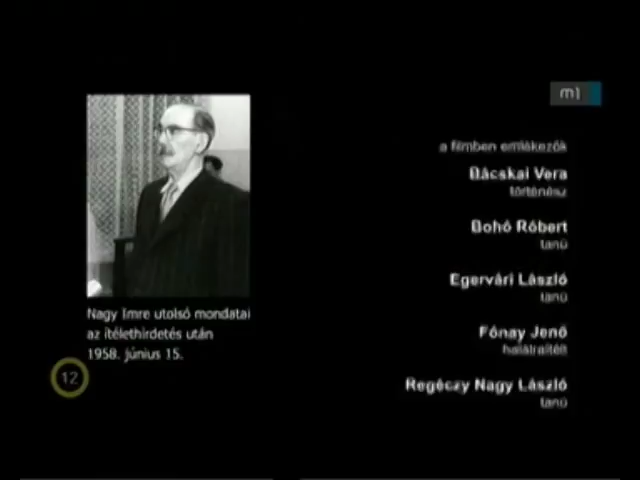 m1
a filmben emlékezők
Bácskai Vera
történész
Bohó Róbert
tanú
Egervári László
tanú
Fónay Jenő
halálraítélt
Regéczy Nagy László
tanú
Nagy Imre utolsó mondatai
az ítélethirdetés után
1958. június 15.
12